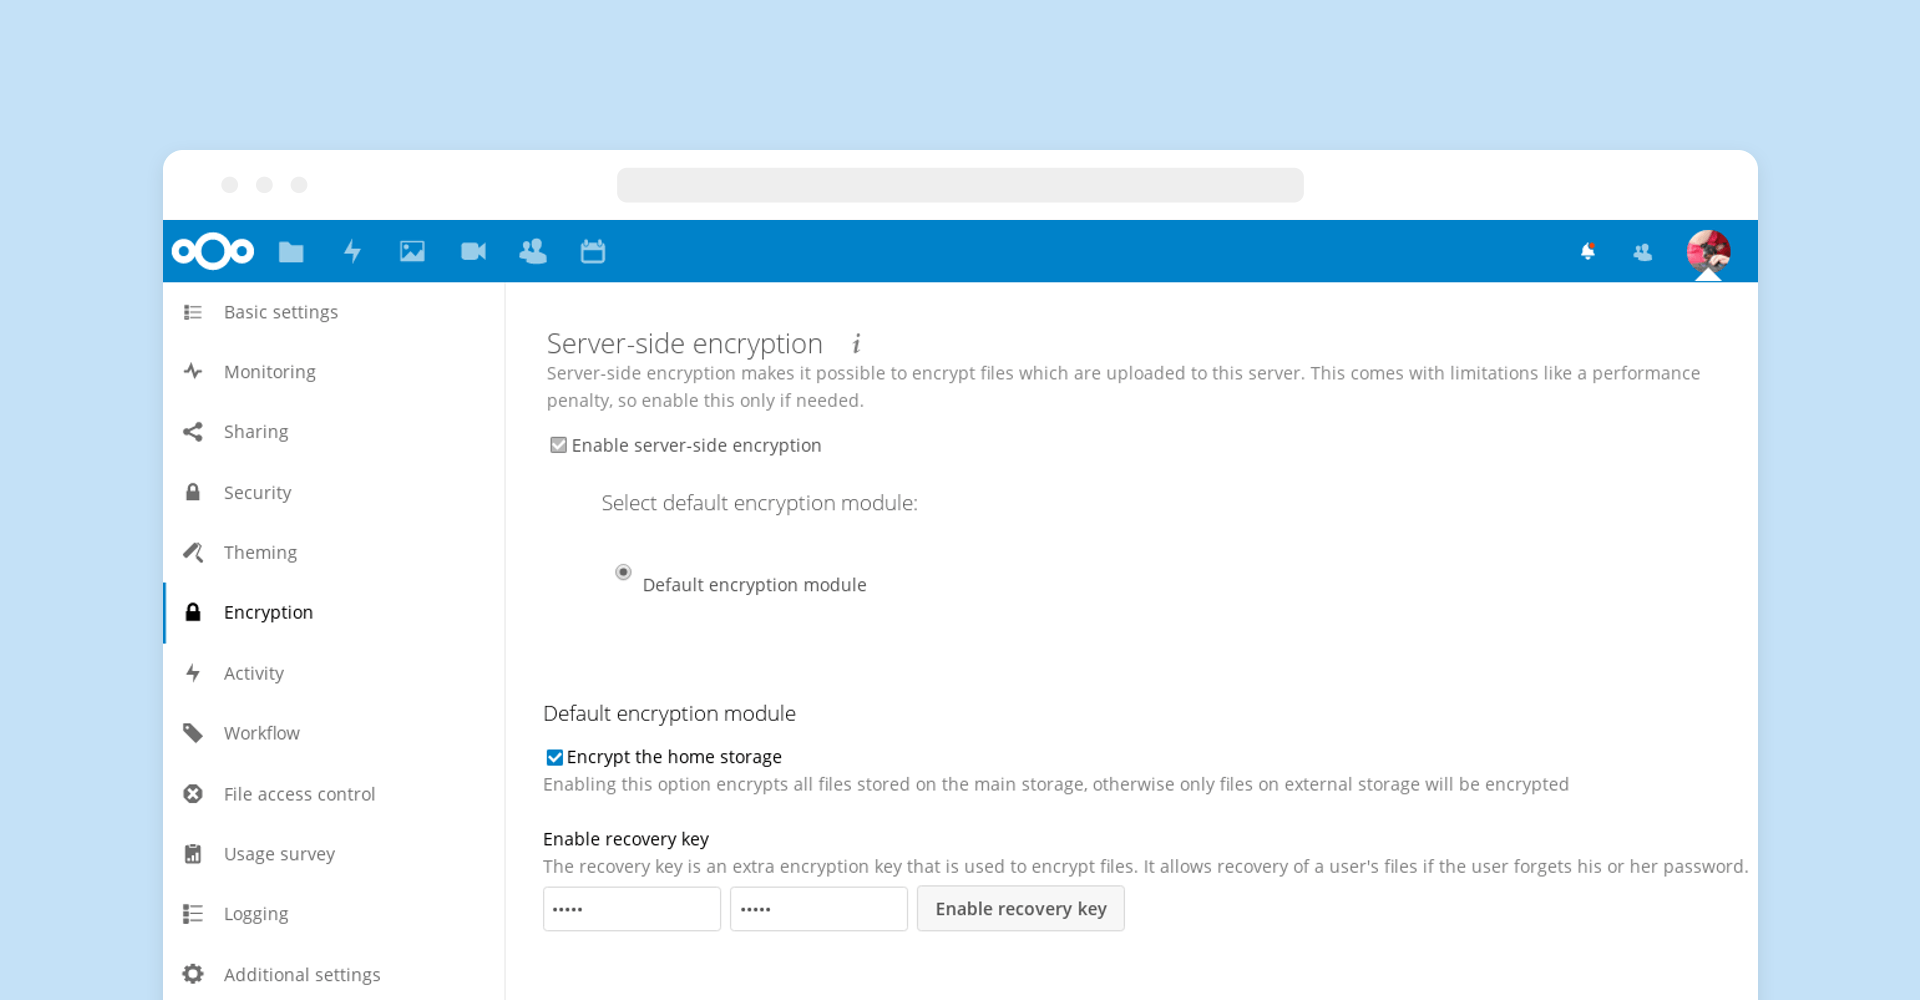 Basic settings
Monitoring
Sharing
Security
Theming
Encryption
Activity
Workflow
File access control
Usage survey
Logging
Additional settings
Server-side encryption i
Server-side encryption makes it possible to encrypt files which are uploaded to this server. This comes with limitations like a performance
penalty, so enable this only if needed.
Enable server-side encryption
Select default encryption module:
Default encryption module
Default encryption module
Encrypt the home storage
Enabling this option encrypts all files stored on the main storage, otherwise only files on external storage will be encrypted
Enable recovery key
The recovery key is an extra encryption key that is used to encrypt files. It allows recovery of a user's files if the user forgets his or her password.
••••• ••••• Enable recovery key